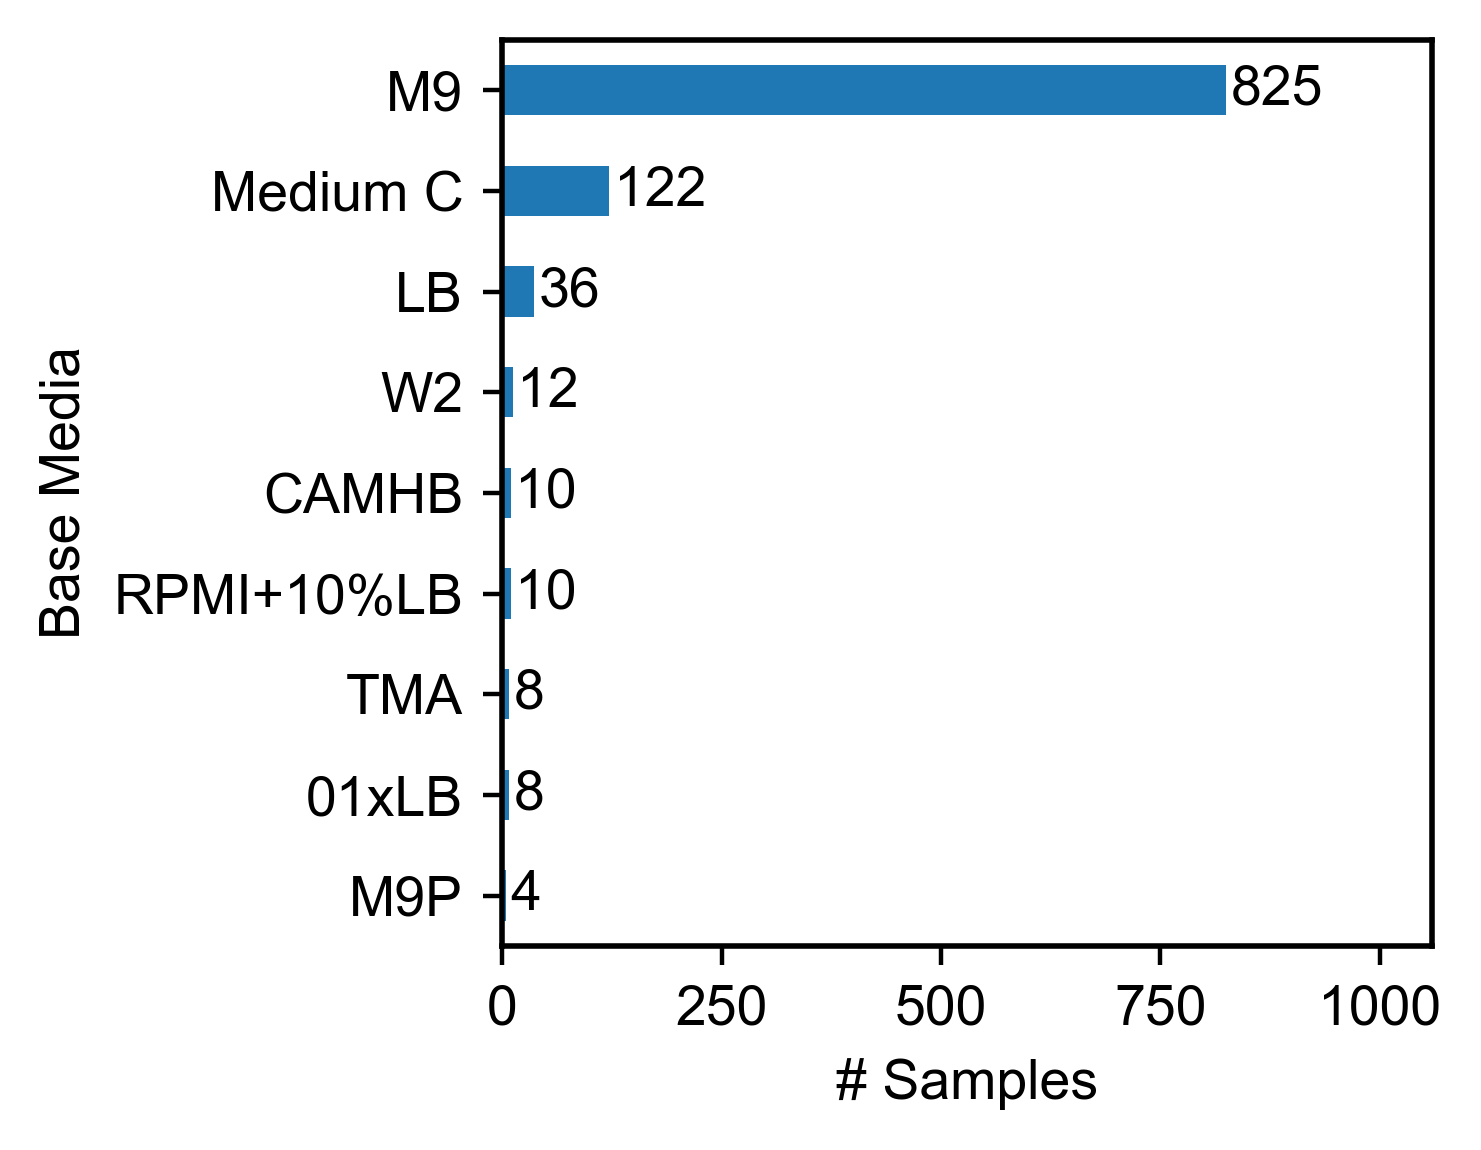 M9 825
Medium C 122
LB 36
W2 12
CAMHB 10
RPMI+10%LB 10
TMA 8
01xLB 8
M9P 4
Base Media
0 250 500 750 1000
# Samples